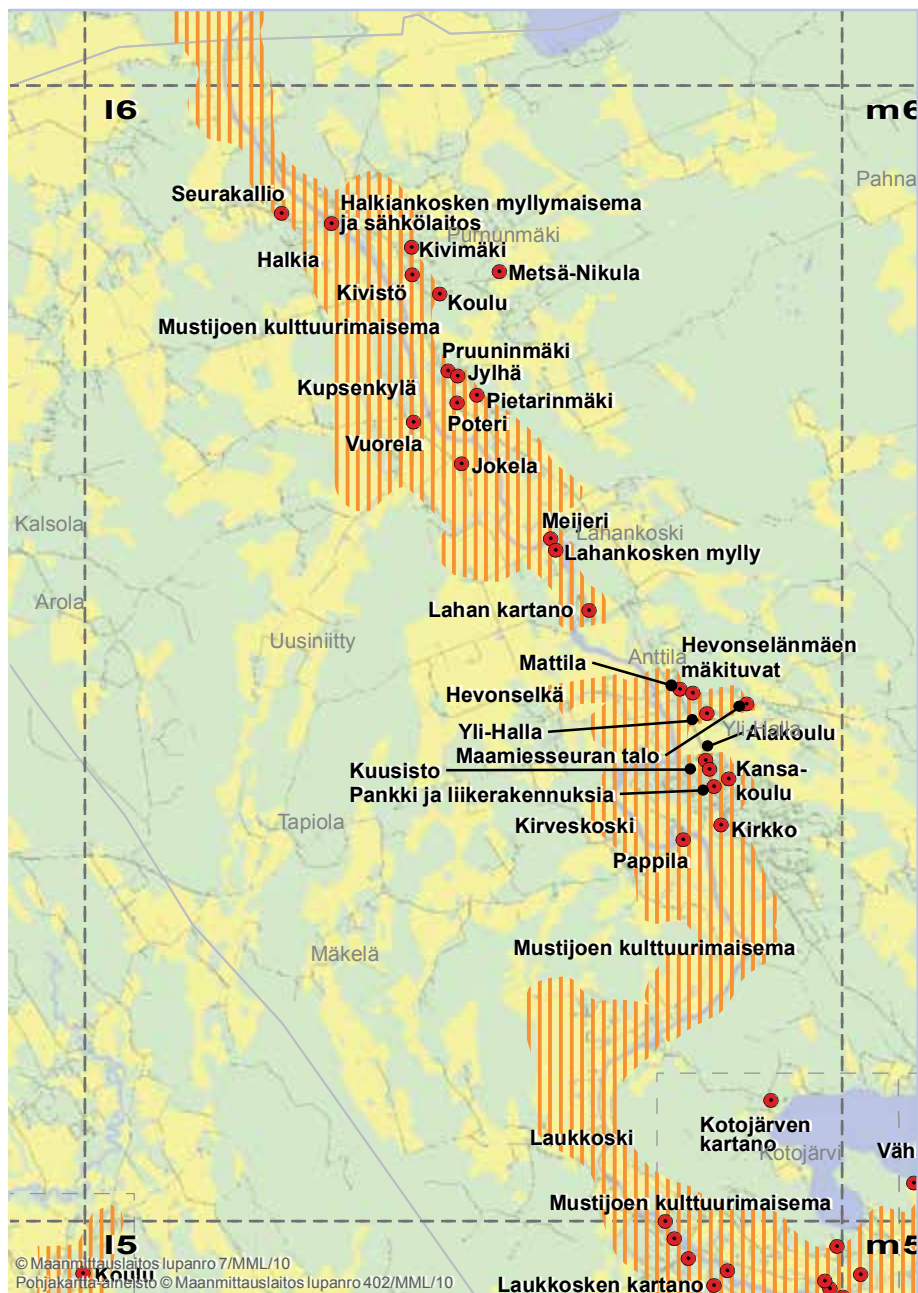 l6
m6
Pahna
Seurakallio
Halkiankosken myllymaisema
ja sähkölaitos
Purnunmäki
Kivimäki
Halkia
Metsä-Nikula
Kivistö
Koulu
Mustijoen kulttuurimaisema
Pruuninmäki
Jylhä
Kupsenkylä
Pietarinmäki
Poteri
Vuorela
Jokela
Kalsola
Meijeri
Lahankoski
Lahankosken mylly
Arola
Lahan kartano
Uusiniitty
Hevonselänmäen
mäkituvat
Anttila
Mattila
Hevonselkä
Yli-Halla
Yli-Halla
Alakoulu
Maamiesseuran talo
Kuusisto
Kansa-
koulu
Pankki ja liikerakennuksia
Tapiola
Kirveskoski
Kirkko
Pappila
Mustijoen kulttuurimaisema
Mäkelä
Kotojärven
kartano
Laukkoski
Kotojärvi
Väh
Mustijoen kulttuurimaisema
l5
m5
© Maanmittauslaitos lupanro 7/MML/10
Koulu
Pohjakartta-aineisto © Maanmittauslaitos lupanro 402/MML/10
Laukkosken kartano